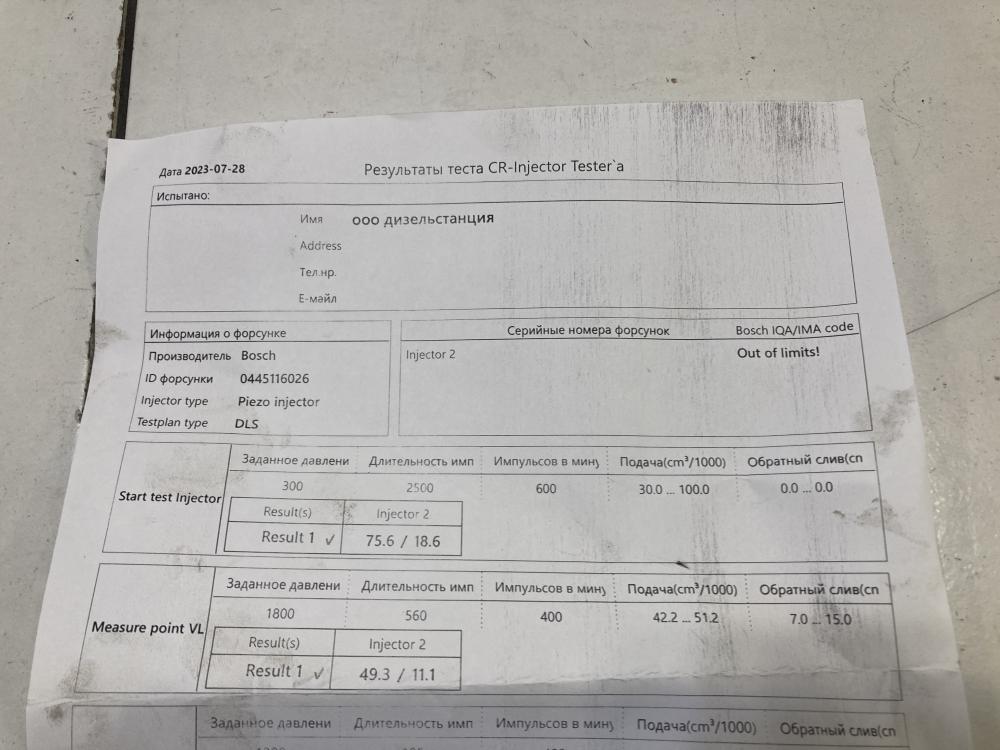 Дата 2023-07-28 Результаты теста CR-Injector Tester`а
Испытано:
Имя ооо дизельстанция
Address
Тел.нр.
Е-майл
Информация о форсунке
Производитель Bosch
ID форсунки 0445116026
Injector type Piezo injector
Testplan type DLS
Серийные номера форсунок Bosch IQA/IMA code
Injector 2 Out of limits!
Start test Injector
Заданное давлени Длительность имп Импульсов в мину Подача(cm³/1000) Обратный слив(сп
300 2500 600 30.0 ... 100.0 0.0 ... 0.0
Result(s) Injector 2
Result 1 ✓ 75.6 / 18.6
Measure point VL
Заданное давлени Длительность имп Импульсов в мину Подача(cm³/1000) Обратный слив(сп
1800 560 400 42.2 ... 51.2 7.0 ... 15.0
Result(s) Injector 2
Result 1 ✓ 49.3 / 11.1
Заданное давлени Длительность имп Импульсов в мину Подача(cm³/1000) Обратный слив(сп